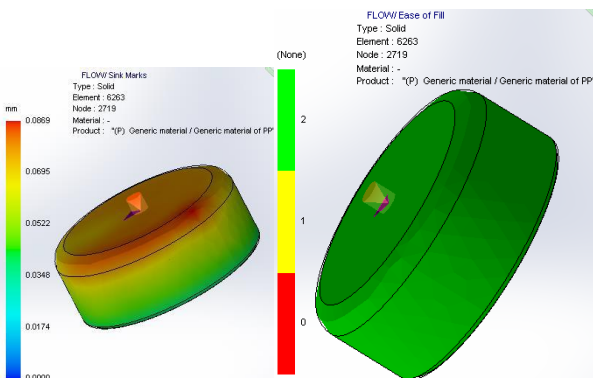 FLOW/ Sink Marks
Type : Solid
Element : 6263
Node : 2719
Material : -
Product : "(P) Generic material / Generic material of PP"
mm
0.0869
0.0695
0.0522
0.0348
0.0174
0.0000
FLOW/ Ease of Fill
Type : Solid
Element : 6263
Node : 2719
Material : -
Product : "(P) Generic material / Generic material of PP"
(None)
2
1
0